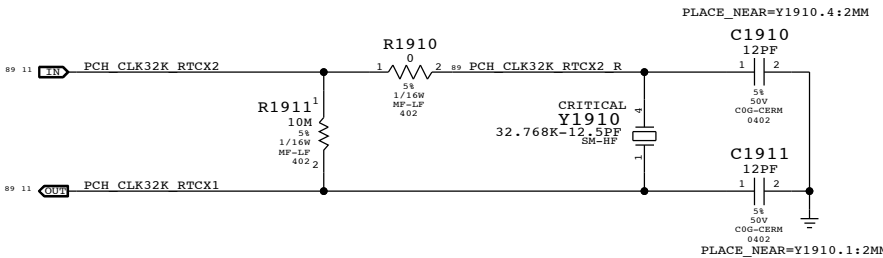 PLACE_NEAR=Y1910.4:2MM
C1910
12PF
1 2
5%
50V
C0G-CERM
0402
R1910
0
1 2
5%
1/16W
MF-LF
402
89 11 IN PCH_CLK32K_RTCX2
89 PCH_CLK32K_RTCX2_R
R1911
1
10M
5%
1/16W
MF-LF
402
2
CRITICAL
Y1910
32.768K-12.5PF
SM-HF
4
1
C1911
12PF
1 2
5%
50V
C0G-CERM
0402
89 11 OUT PCH_CLK32K_RTCX1
PLACE_NEAR=Y1910.1:2MM